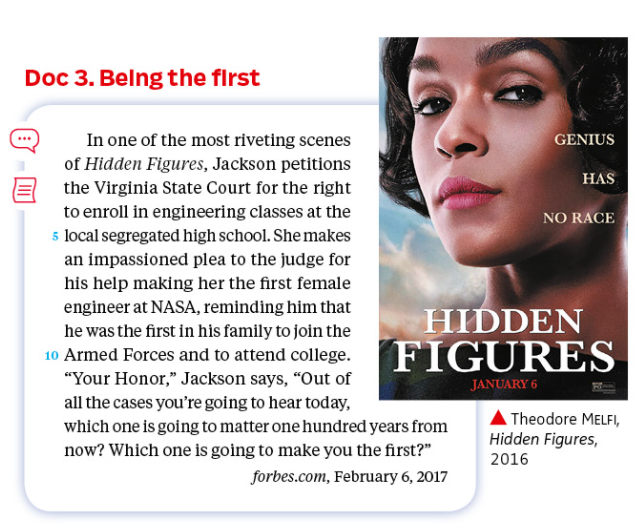 Doc 3. Being the first
In one of the most riveting scenes
of Hidden Figures, Jackson petitions
the Virginia State Court for the right
to enroll in engineering classes at the
5 local segregated high school. She makes
an impassioned plea to the judge for
his help making her the first female
engineer at NASA, reminding him that
he was the first in his family to join the
10 Armed Forces and to attend college.
“Your Honor,” Jackson says, “Out of
all the cases you’re going to hear today,
which one is going to matter one hundred years from
now? Which one is going to make you the first?”
forbes.com, February 6, 2017
GENIUS
HAS
NO RACE
HIDDEN
FIGURES
JANUARY 6
▲ Theodore MELFI,
Hidden Figures,
2016